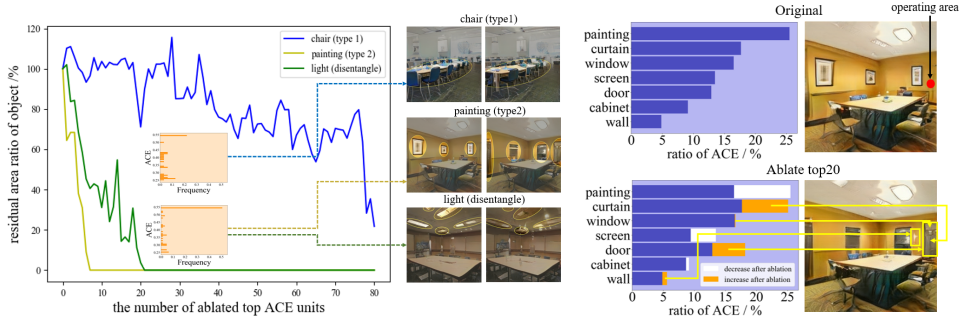 120
100
80
60
40
20
0
residual area ratio of object /%
0 10 20 30 40 50 60 70 80
the number of ablated top ACE units
chair (type 1)
painting (type 2)
light (disentangle)
ACE
Frequency
ACE
Frequency
chair (type1)
painting (type2)
light (disentangle)
Original
operating area
painting
curtain
window
screen
door
cabinet
wall
0 5 10 15 20 25
ratio of ACE / %
Ablate top20
painting
curtain
window
screen
door
cabinet
wall
decrease after ablation
increase after ablation
0 5 10 15 20 25
ratio of ACE / %